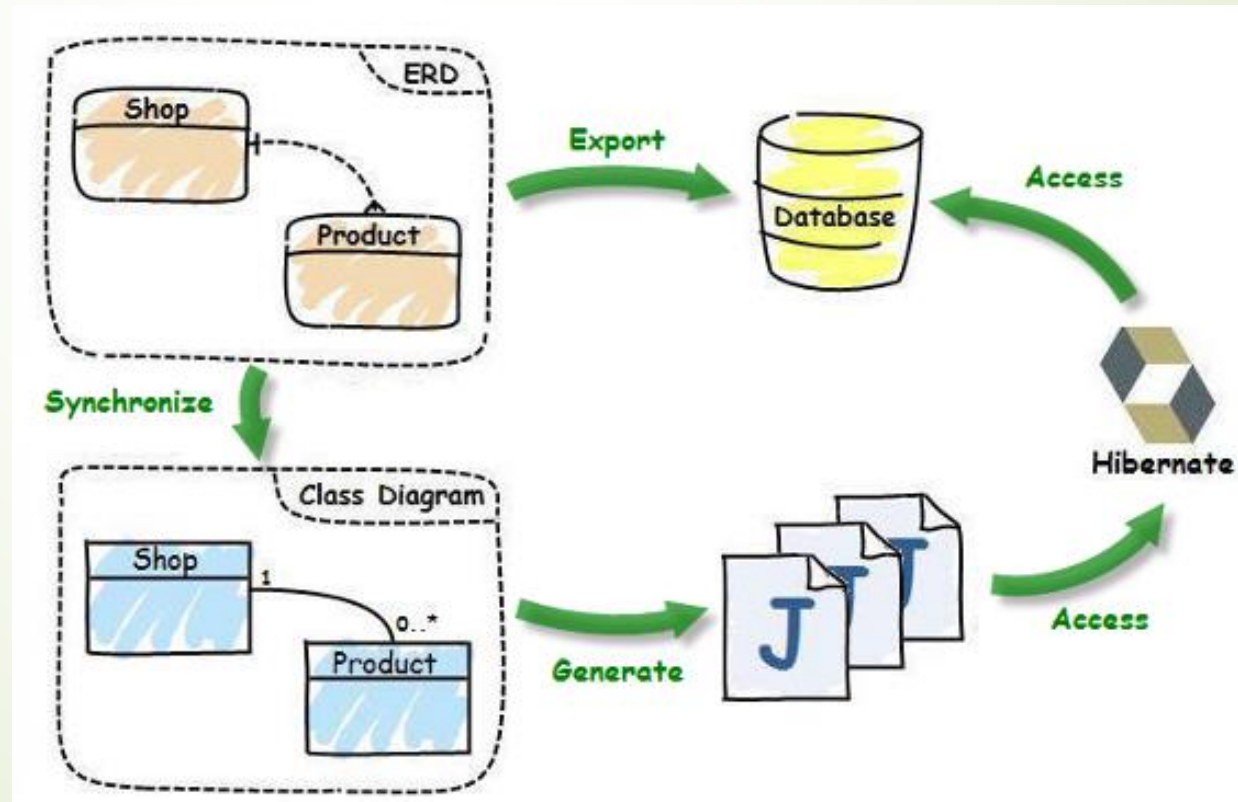 ERD
Shop
Product
Export
Database
Access
Synchronize
Hibernate
Class Diagram
Shop
1
0..*
Product
Generate
J
J
J
Access